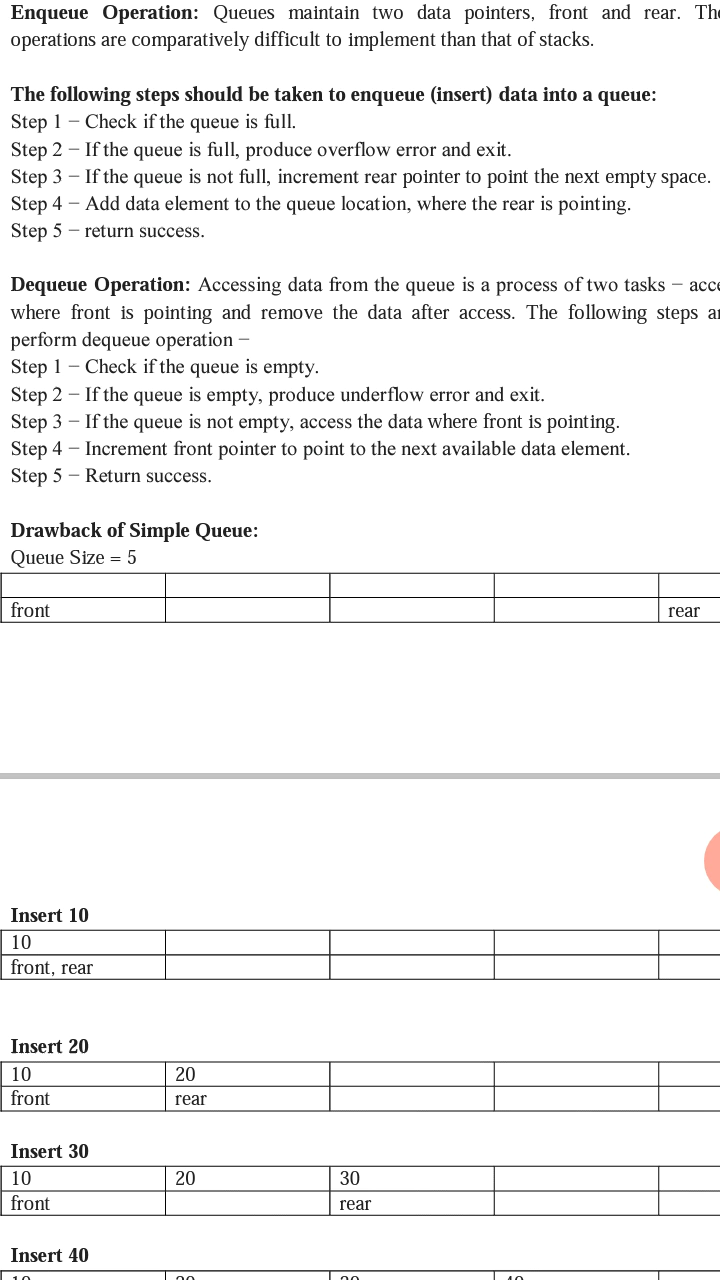 Enqueue Operation: Queues maintain two data pointers, front and rear.
operations are comparatively difficult to implement than that of stacks.
The following steps should be taken to enqueue (insert) data into a queue:
Step 1 − Check if the queue is full.
Step 2 − If the queue is full, produce overflow error and exit.
Step 3 − If the queue is not full, increment rear pointer to point the next empty space.
Step 4 − Add data element to the queue location, where the rear is pointing.
Step 5 − return success.
Dequeue Operation: Accessing data from the queue is a process of two tasks −
where front is pointing and remove the data after access. The following steps
perform dequeue operation −
Step 1 − Check if the queue is empty.
Step 2 − If the queue is empty, produce underflow error and exit.
Step 3 − If the queue is not empty, access the data where front is pointing.
Step 4 − Increment front pointer to point to the next available data element.
Step 5 − Return success.
Drawback of Simple Queue:
Queue Size = 5
front rear
Insert 10
10
front, rear
Insert 20
10 20
front rear
Insert 30
10 20 30
front rear
Insert 40